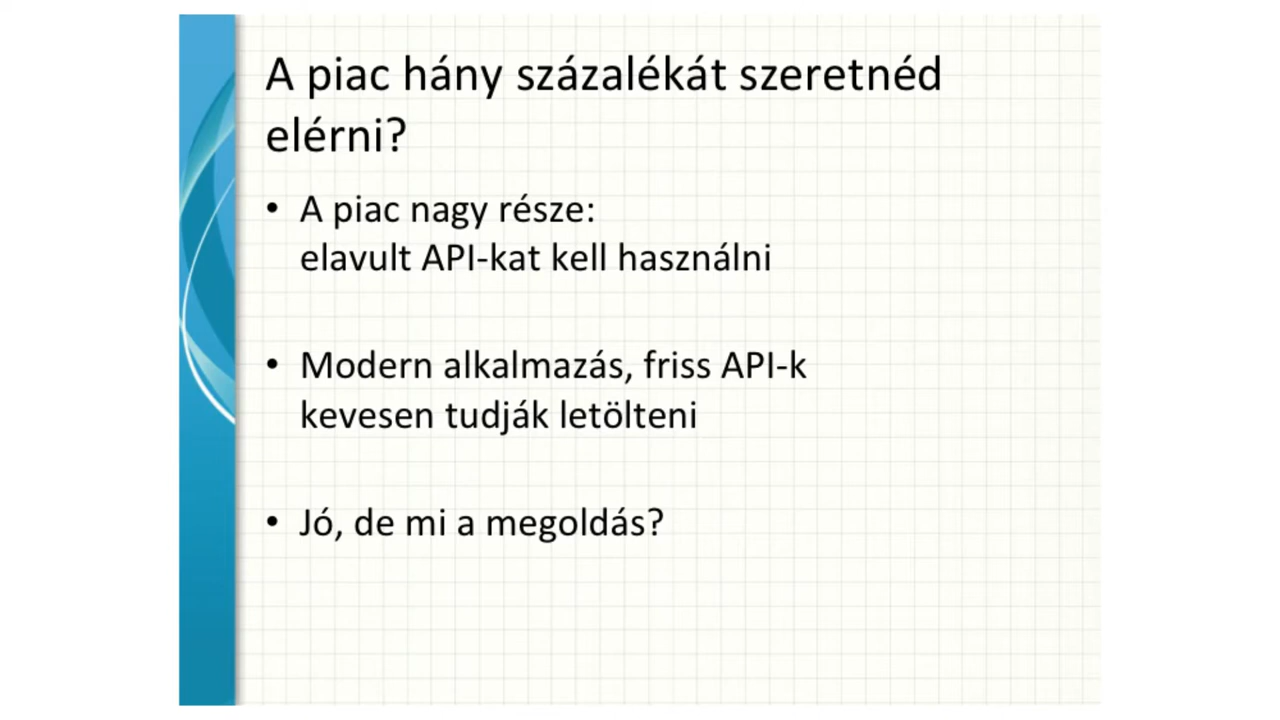 A piac hány százalékát szeretnéd
elérni?
• A piac nagy része:
elavult API-kat kell használni
• Modern alkalmazás, friss API-k
kevesen tudják letölteni
• Jó, de mi a megoldás?